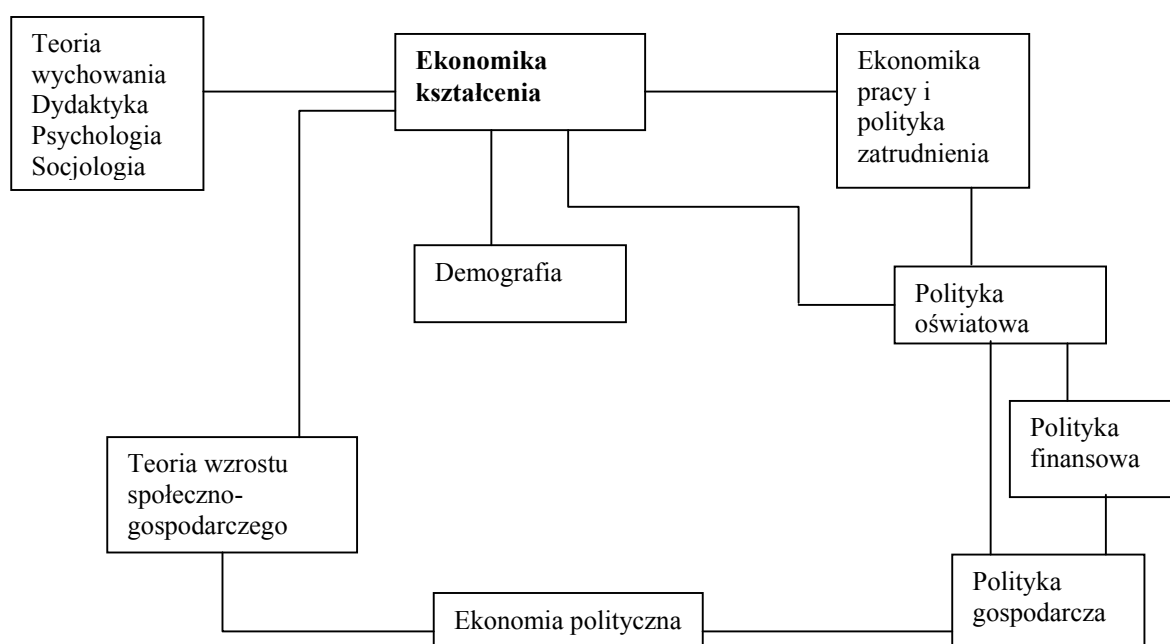 Teoria
wychowania
Dydaktyka
Psychologia
Socjologia
Ekonomika
kształcenia
Ekonomika
pracy i
polityka
zatrudnienia
Demografia
Polityka
oświatowa
Polityka
finansowa
Teoria wzrostu
społeczno-
gospodarczego
Ekonomia polityczna
Polityka
gospodarcza